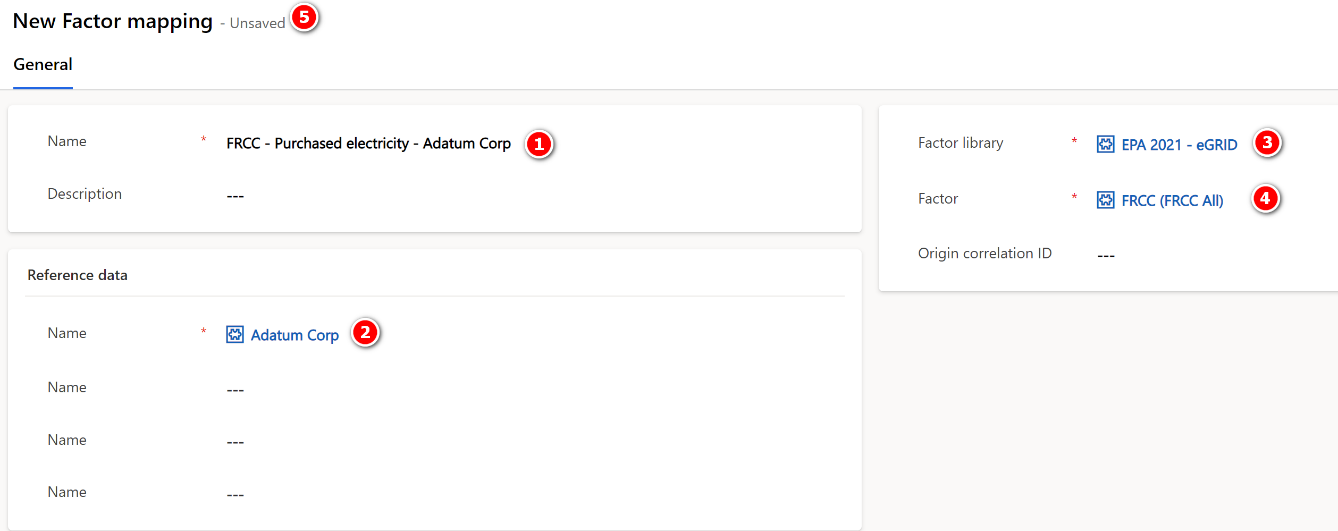 New Factor mapping - Unsaved 5
General
Name * FRCC - Purchased electricity - Adatum Corp 1
Description ---
Reference data
Name * Adatum Corp 2
Name ---
Name ---
Name ---
Factor library * EPA 2021 - eGRID 3
Factor * FRCC (FRCC All) 4
Origin correlation ID ---